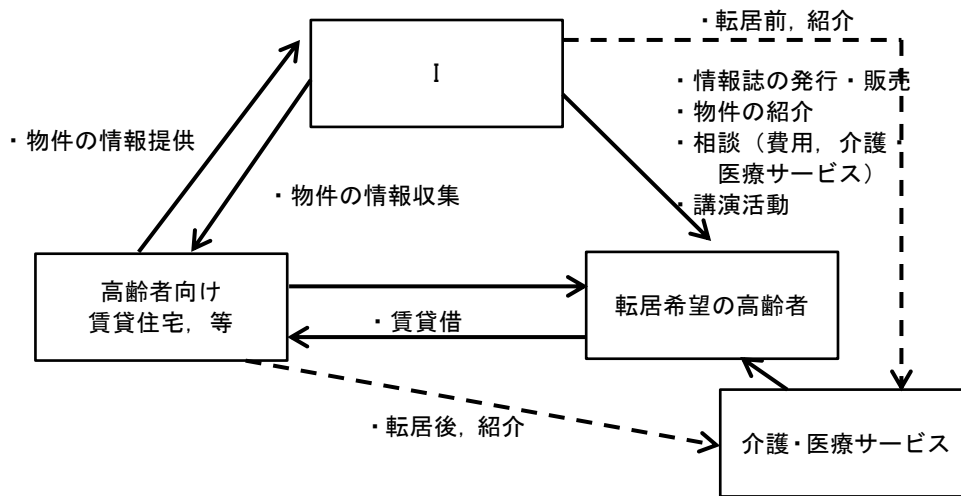 ・転居前，紹介
I
・情報誌の発行・販売
・物件の紹介
・相談（費用，介護・
医療サービス）
・講演活動
・物件の情報提供
・物件の情報収集
高齢者向け
賃貸住宅，等
転居希望の高齢者
・賃貸借
・転居後，紹介
介護・医療サービス